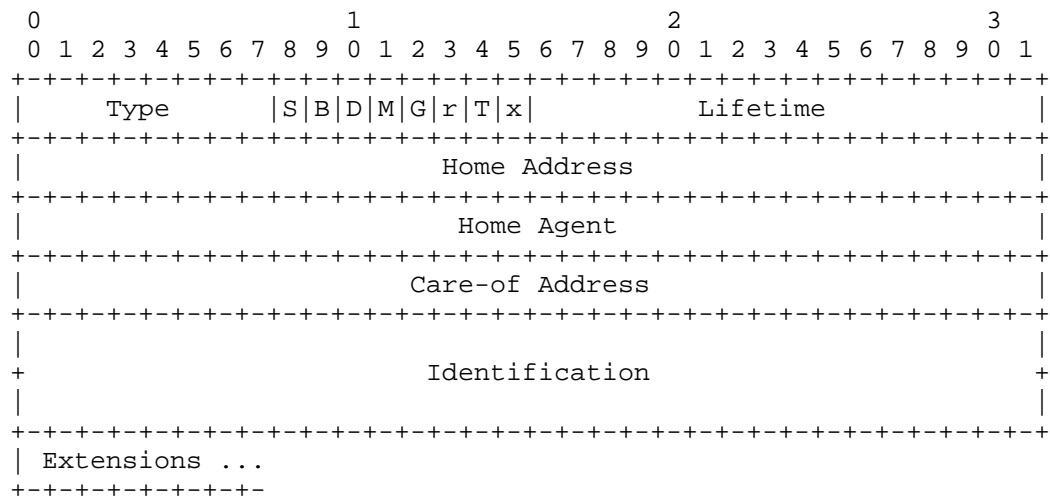 0                   1                   2                   3
 0 1 2 3 4 5 6 7 8 9 0 1 2 3 4 5 6 7 8 9 0 1 2 3 4 5 6 7 8 9 0 1
+-+-+-+-+-+-+-+-+-+-+-+-+-+-+-+-+-+-+-+-+-+-+-+-+-+-+-+-+-+-+-+-+
|     Type      |S|B|D|M|G|r|T|x|          Lifetime             |
+-+-+-+-+-+-+-+-+-+-+-+-+-+-+-+-+-+-+-+-+-+-+-+-+-+-+-+-+-+-+-+-+
|                          Home Address                         |
+-+-+-+-+-+-+-+-+-+-+-+-+-+-+-+-+-+-+-+-+-+-+-+-+-+-+-+-+-+-+-+-+
|                           Home Agent                          |
+-+-+-+-+-+-+-+-+-+-+-+-+-+-+-+-+-+-+-+-+-+-+-+-+-+-+-+-+-+-+-+-+
|                        Care-of Address                        |
+-+-+-+-+-+-+-+-+-+-+-+-+-+-+-+-+-+-+-+-+-+-+-+-+-+-+-+-+-+-+-+-+
|                                                               |
+                         Identification                        +
|                                                               |
+-+-+-+-+-+-+-+-+-+-+-+-+-+-+-+-+-+-+-+-+-+-+-+-+-+-+-+-+-+-+-+-+
| Extensions ...
+-+-+-+-+-+-+-+-